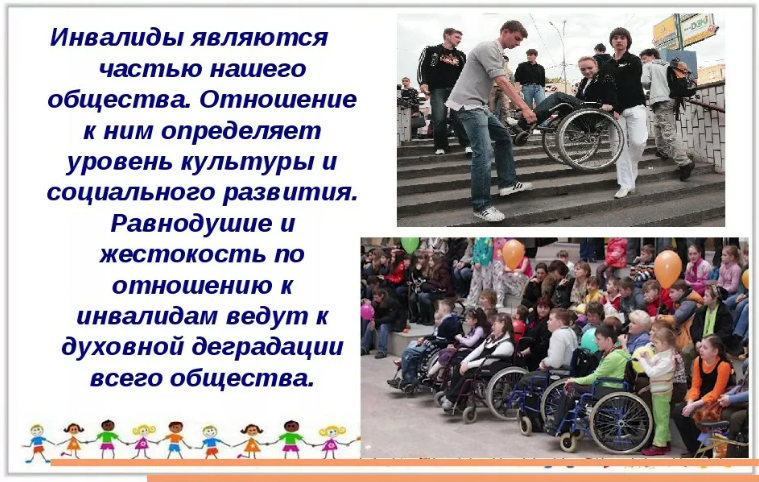 Инвалиды являются
частью нашего
общества. Отношение
к ним определяет
уровень культуры и
социального развития.
Равнодушие и
жестокость по
отношению к
инвалидам ведут к
духовной деградации
всего общества.